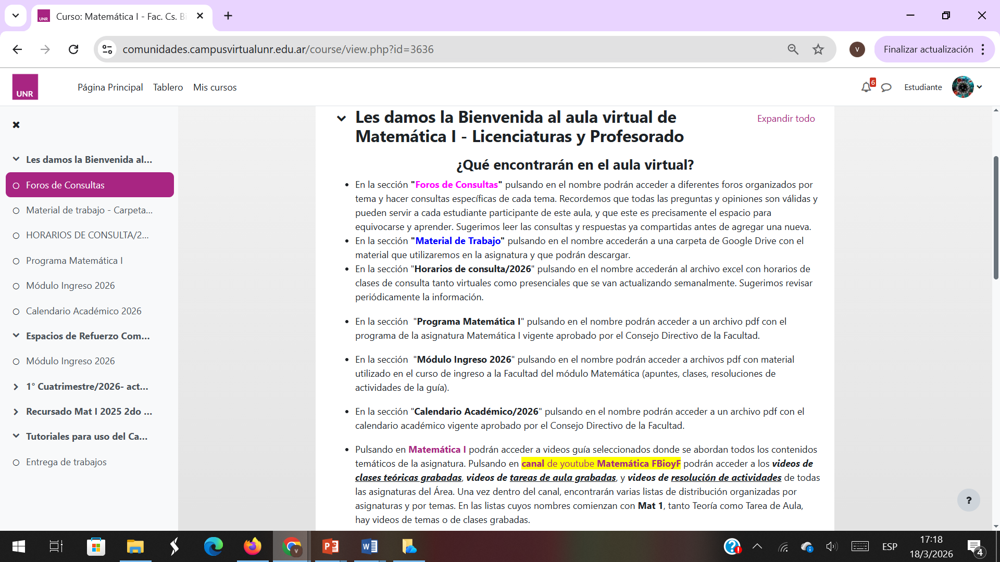 Curso: Matemática I - Fac. Cs. Bi
comunidades.campusvirtualunr.edu.ar/course/view.php?id=3636
V
Finalizar actualización
UNR
Página Principal
Tablero
Mis cursos
6
Estudiante
Les damos la Bienvenida al...
Foros de Consultas
Material de trabajo - Carpeta...
HORARIOS DE CONSULTA/2...
Programa Matemática I
Módulo Ingreso 2026
Calendario Académico 2026
Espacios de Refuerzo Com...
Módulo Ingreso 2026
1° Cuatrimestre/2026- act...
Recursado Mat I 2025 2do ...
Tutoriales para uso del Ca...
Entrega de trabajos
Les damos la Bienvenida al aula virtual de
Matemática I - Licenciaturas y Profesorado
Expandir todo
¿Qué encontrarán en el aula virtual?
• En la sección "Foros de Consultas" pulsando en el nombre podrán acceder a diferentes foros organizados por
tema y hacer consultas específicas de cada tema. Recordemos que todas las preguntas y opiniones son válidas y
pueden servir a cada estudiante participante de este aula, y que este es precisamente el espacio para
equivocarse y aprender. Sugerimos leer las consultas y respuestas ya compartidas antes de agregar una nueva.
• En la sección "Material de Trabajo" pulsando en el nombre accederán a una carpeta de Google Drive con el
material que utilizaremos en la asignatura y que podrán descargar.
• En la sección "Horarios de consulta/2026" pulsando en el nombre accederán al archivo excel con horarios de
clases de consulta tanto virtuales como presenciales que se van actualizando semanalmente. Sugerimos revisar
periódicamente la información.
• En la sección "Programa Matemática I" pulsando en el nombre podrán acceder a un archivo pdf con el
programa de la asignatura Matemática I vigente aprobado por el Consejo Directivo de la Facultad.
• En la sección "Módulo Ingreso 2026" pulsando en el nombre podrán acceder a archivos pdf con material
utilizado en el curso de ingreso a la Facultad del módulo Matemática (apuntes, clases, resoluciones de
actividades de la guía).
• En la sección "Calendario Académico/2026" pulsando en el nombre podrán acceder a un archivo pdf con el
calendario académico vigente aprobado por el Consejo Directivo de la Facultad.
• Pulsando en Matemática I podrán acceder a videos guía seleccionados donde se abordan todos los contenidos
temáticos de la asignatura. Pulsando en canal de youtube Matemática FBioyF podrán acceder a los videos de
clases teóricas grabadas, videos de tareas de aula grabadas, y videos de resolución de actividades de todas
las asignaturas del Área. Una vez dentro del canal, encontrarán varias listas de distribución organizadas por
asignaturas y por temas. En las listas cuyos nombres comienzan con Mat 1, tanto Teoría como Tarea de Aula,
hay videos de temas o de clases grabadas.
?
ESP
17:18
18/3/2026
4